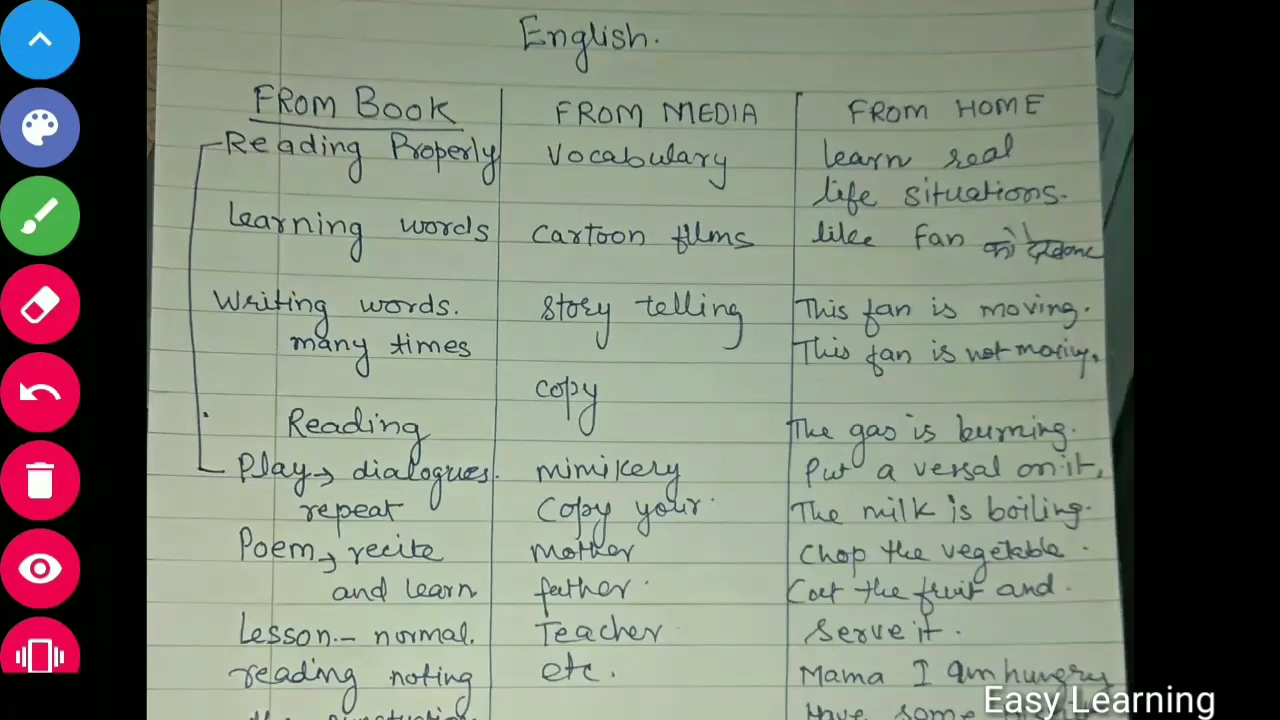 English.
FROM BOOK
Reading Properly
Learning words
Writing words.
many times
Reading
Play → dialogues.
repeat
Poem → recite
and learn
Lesson.- normal.
reading noting
FROM MEDIA
Vocabulary
Cartoon films
Story telling
copy
mimikery
Copy your
mother
father.
Teacher
etc.
FROM HOME
learn real
life situations.
like fan को
This fan is moving.
This fan is not moving.
The gas is burning.
Put a versal on it,
The milk is boiling.
Chop the vegetable.
Cut the fruit and.
Serve it.
Mama I am hungry
Have some
Easy Learning